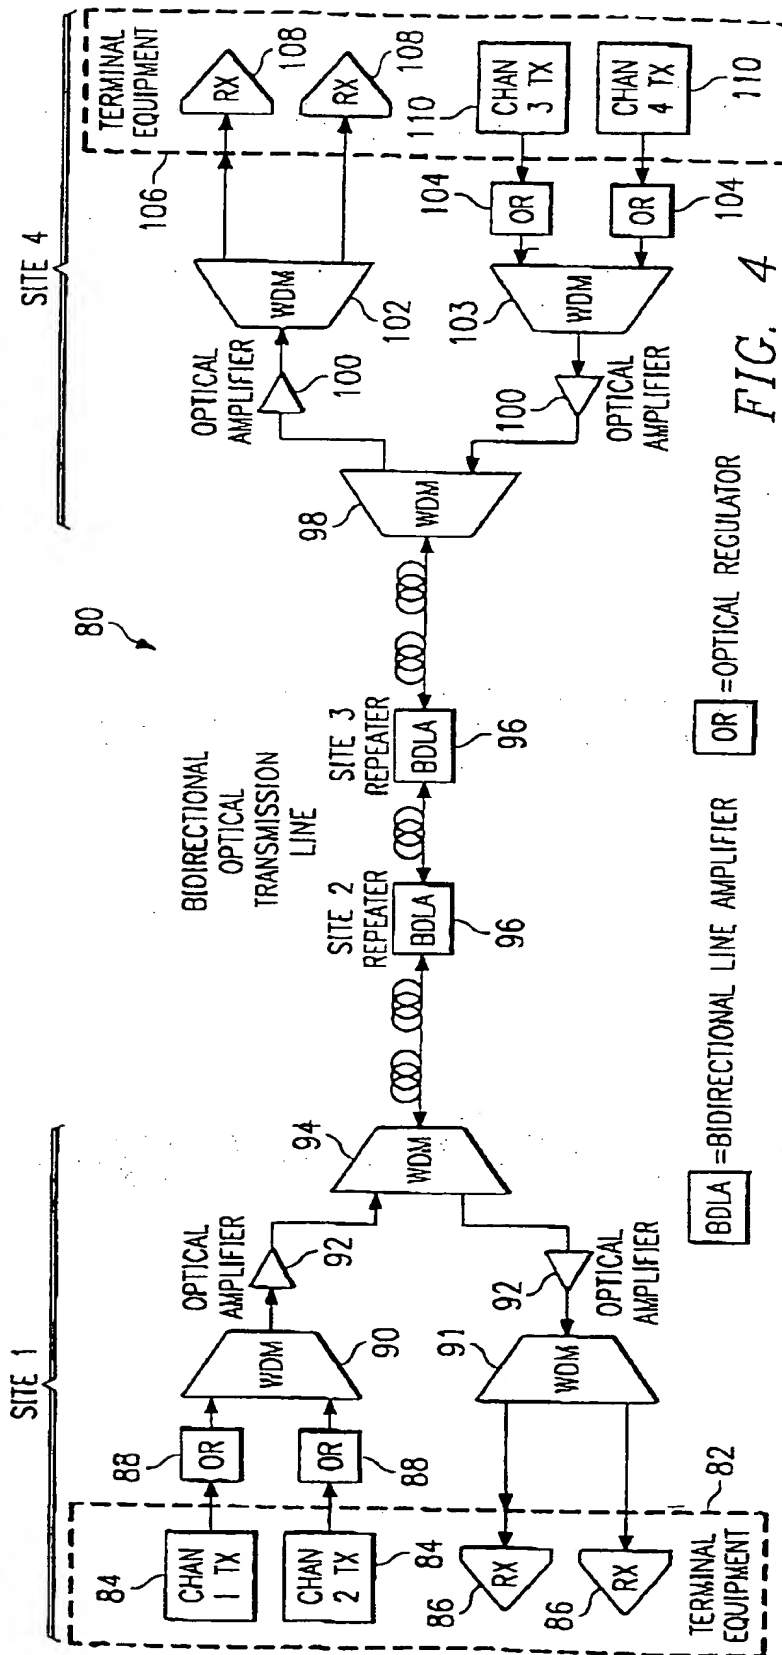 SITE 1
SITE 4
80
BIDIRECTIONAL
OPTICAL
TRANSMISSION
LINE
84
CHAN
1 TX
88
OR
CHAN
2 TX
84
OR
88
WDM
90
OPTICAL
AMPLIFIER
92
WDM
94
86
RX
86
RX
TERMINAL
EQUIPMENT
82
91
WDM
92
OPTICAL
AMPLIFIER
SITE 2
REPEATER
BDLA
96
SITE 3
REPEATER
BDLA
96
98
WDM
OPTICAL
AMPLIFIER
100
WDM
102
106
TERMINAL
EQUIPMENT
RX
108
RX
108
100
OPTICAL
AMPLIFIER
103
WDM
104
OR
OR
104
110
CHAN
3 TX
CHAN
4 TX
110
BDLA =BIDIRECTIONAL LINE AMPLIFIER
OR =OPTICAL REGULATOR
FIG. 4